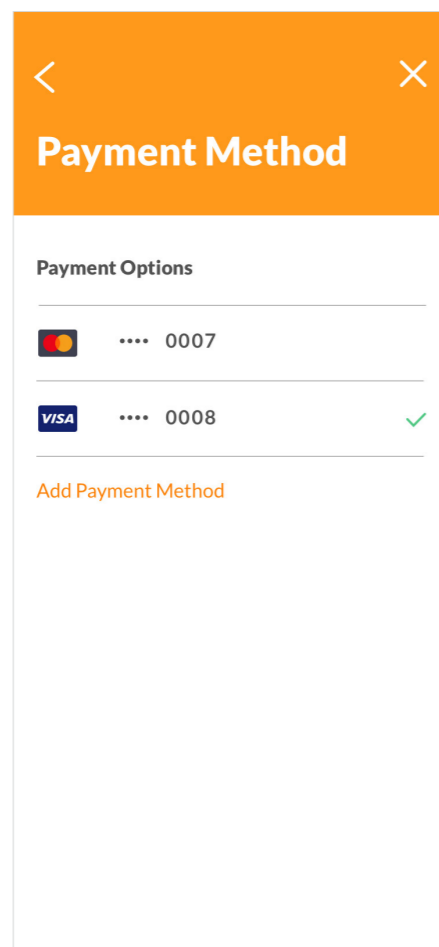 Payment Method
Payment Options
•••• 0007
VISA •••• 0008
Add Payment Method